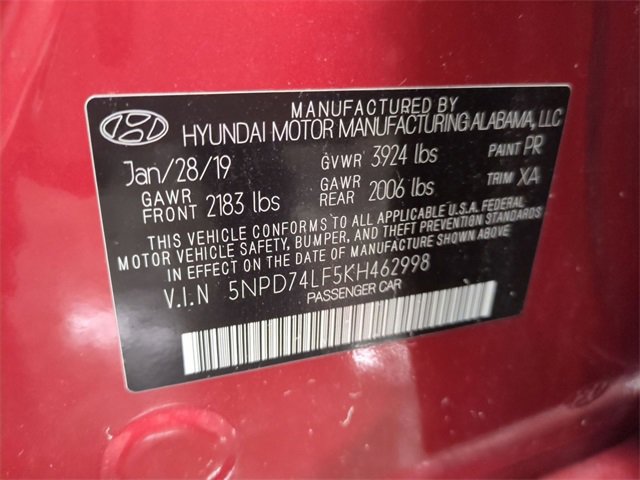 MANUFACTURED BY
HYUNDAI MOTOR MANUFACTURING ALABAMA, LLC
Jan/28/19 GVWR 3924 lbs PAINT PR
GAWR FRONT 2183 lbs GAWR REAR 2006 lbs TRIM XA
THIS VEHICLE CONFORMS TO ALL APPLICABLE U.S.A. FEDERAL
MOTOR VEHICLE SAFETY, BUMPER, AND THEFT PREVENTION STANDARDS
IN EFFECT ON THE DATE OF MANUFACTURE SHOWN ABOVE
V.I.N 5NPD74LF5KH462998
PASSENGER CAR